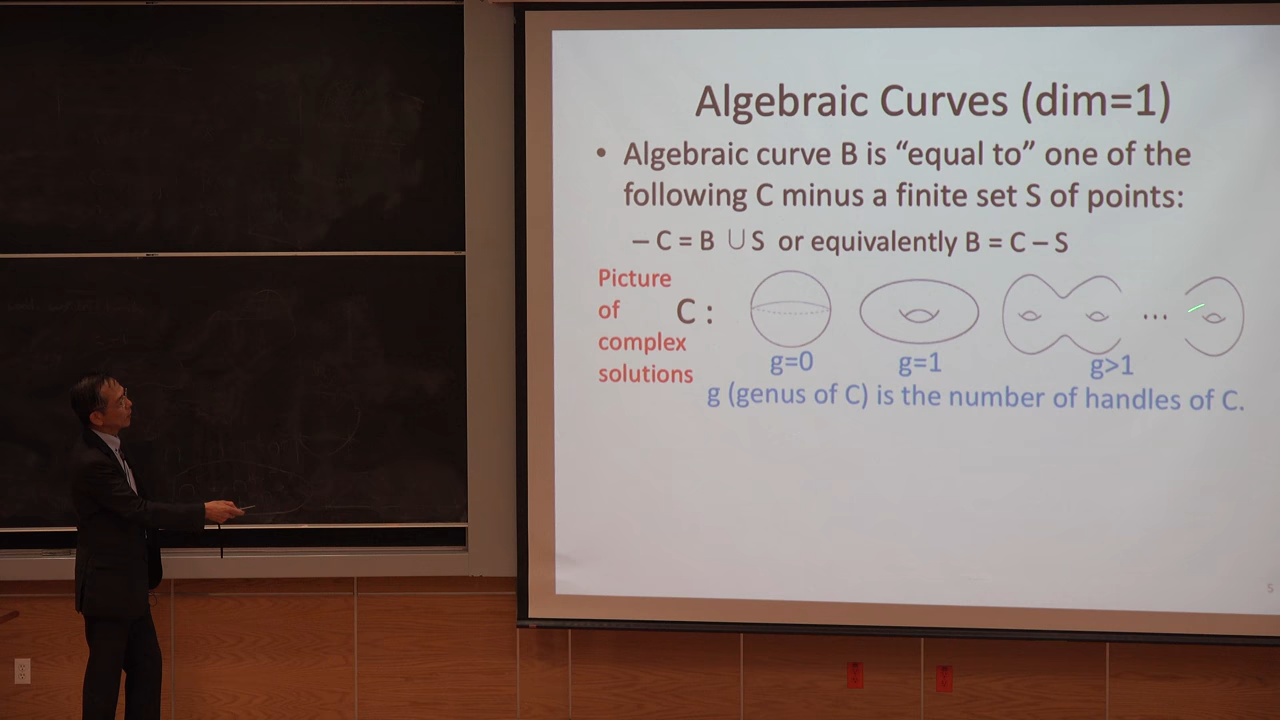 Algebraic Curves (dim=1)
• Algebraic curve B is “equal to” one of the
following C minus a finite set S of points:
– C = B ∪ S or equivalently B = C – S
Picture
of
complex
solutions
C :
...
g=0
g=1
g>1
g (genus of C) is the number of handles of C.
5